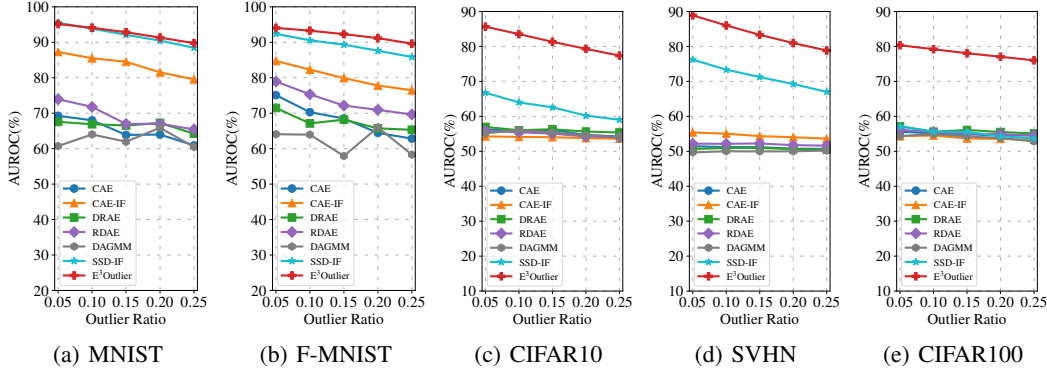 AUROC(%)
100
90
80
70
60
50
40
30
20
CAE
CAE-IF
DRAE
RDAE
DAGMM
SSD-IF
E³Outlier
0.05 0.10 0.15 0.20 0.25
Outlier Ratio
(a) MNIST
AUROC(%)
100
90
80
70
60
50
40
30
20
CAE
CAE-IF
DRAE
RDAE
DAGMM
SSD-IF
E³Outlier
0.05 0.10 0.15 0.20 0.25
Outlier Ratio
(b) F-MNIST
AUROC(%)
90
80
70
60
50
40
30
20
10
CAE
CAE-IF
DRAE
RDAE
DAGMM
SSD-IF
E³Outlier
0.05 0.10 0.15 0.20 0.25
Outlier Ratio
(c) CIFAR10
AUROC(%)
90
80
70
60
50
40
30
20
10
CAE
CAE-IF
DRAE
RDAE
DAGMM
SSD-IF
E³Outlier
0.05 0.10 0.15 0.20 0.25
Outlier Ratio
(d) SVHN
AUROC(%)
90
80
70
60
50
40
30
20
10
CAE
CAE-IF
DRAE
RDAE
DAGMM
SSD-IF
E³Outlier
0.05 0.10 0.15 0.20 0.25
Outlier Ratio
(e) CIFAR100